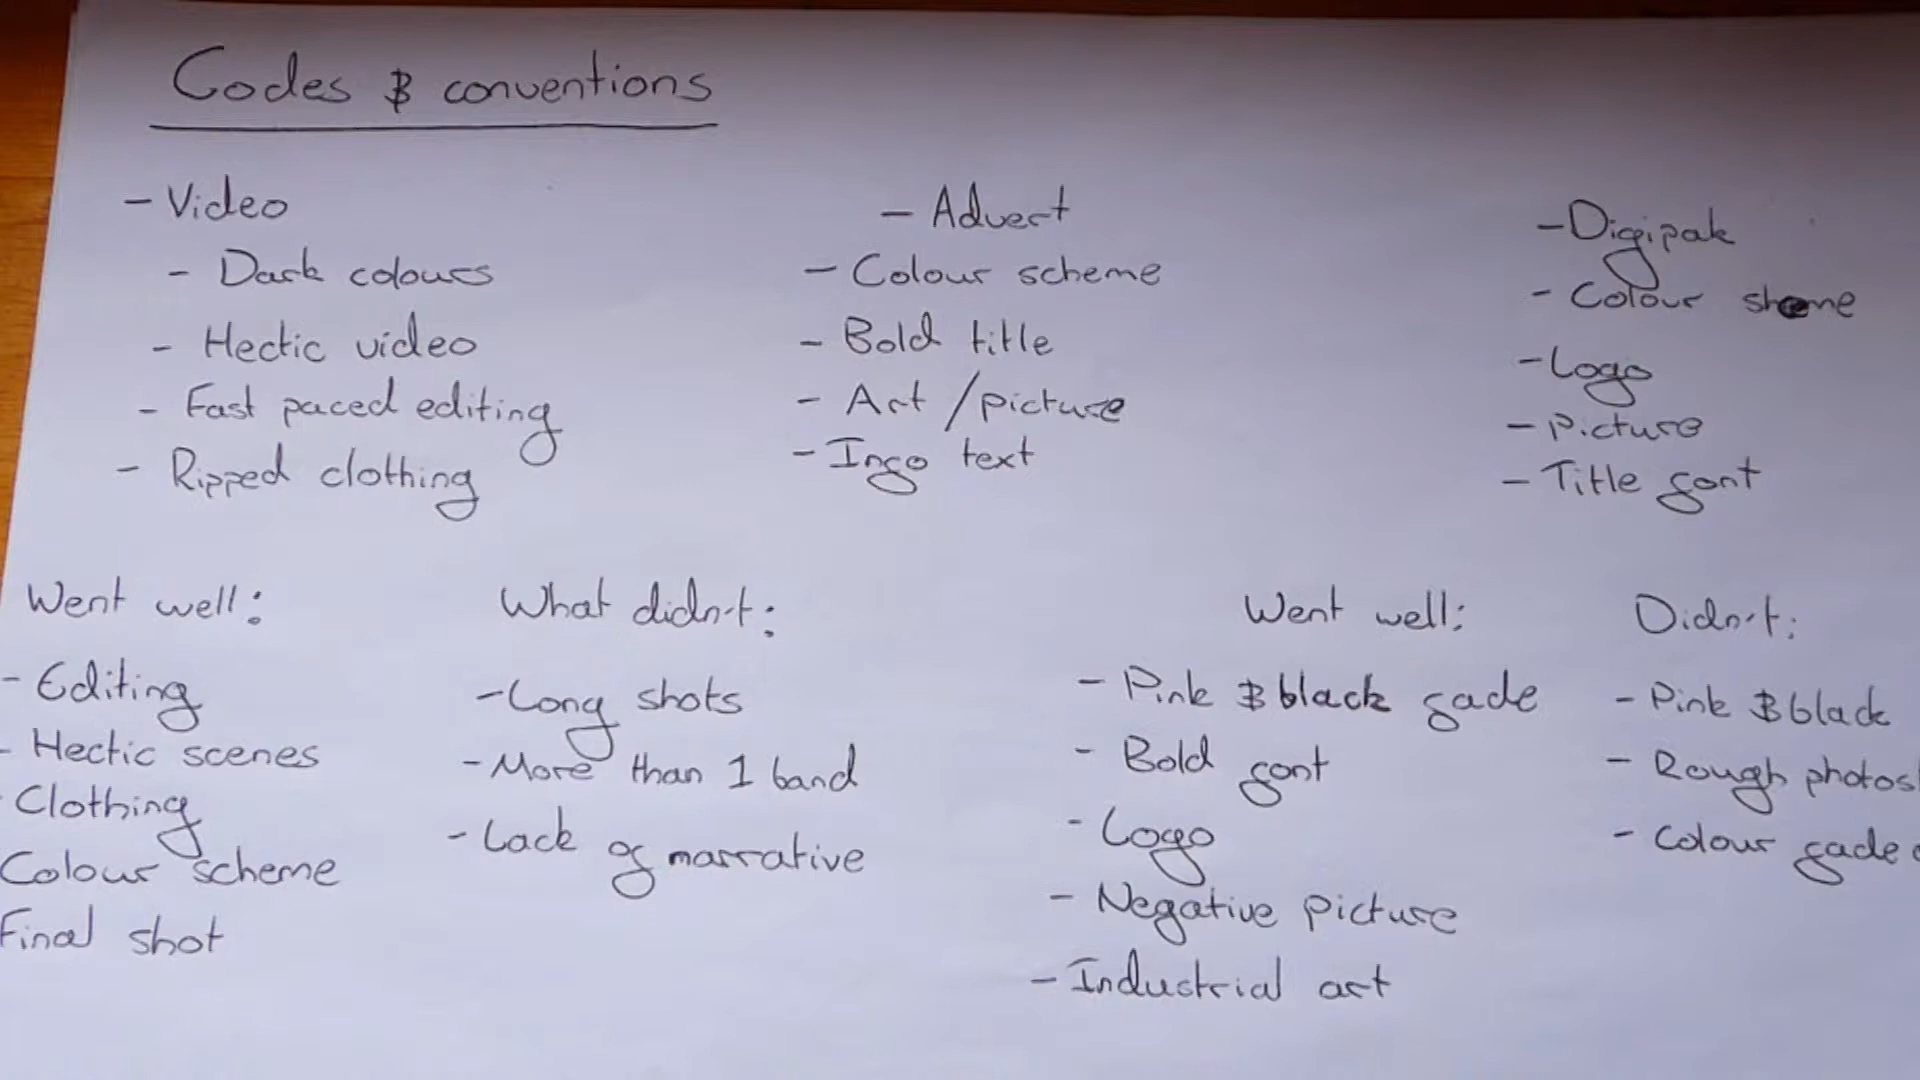 Codes & conventions
- Video
- Dark colours
- Hectic video
- Fast paced editing
- Ripped clothing
- Advert
- Colour scheme
- Bold title
- Art / picture
- Info text
- Digipak
- Colour sheme
- Logo
- Picture
- Title font
Went well:
- Editing
- Hectic scenes
- Clothing
Colour scheme
Final shot
What didn't:
- Long shots
- More than 1 band
- Lack of narrative
Went well:
- Pink & black fade
- Bold font
- Logo
- Negative picture
- Industrial art
Didn't:
- Pink & black
- Rough photos
- Colour fade